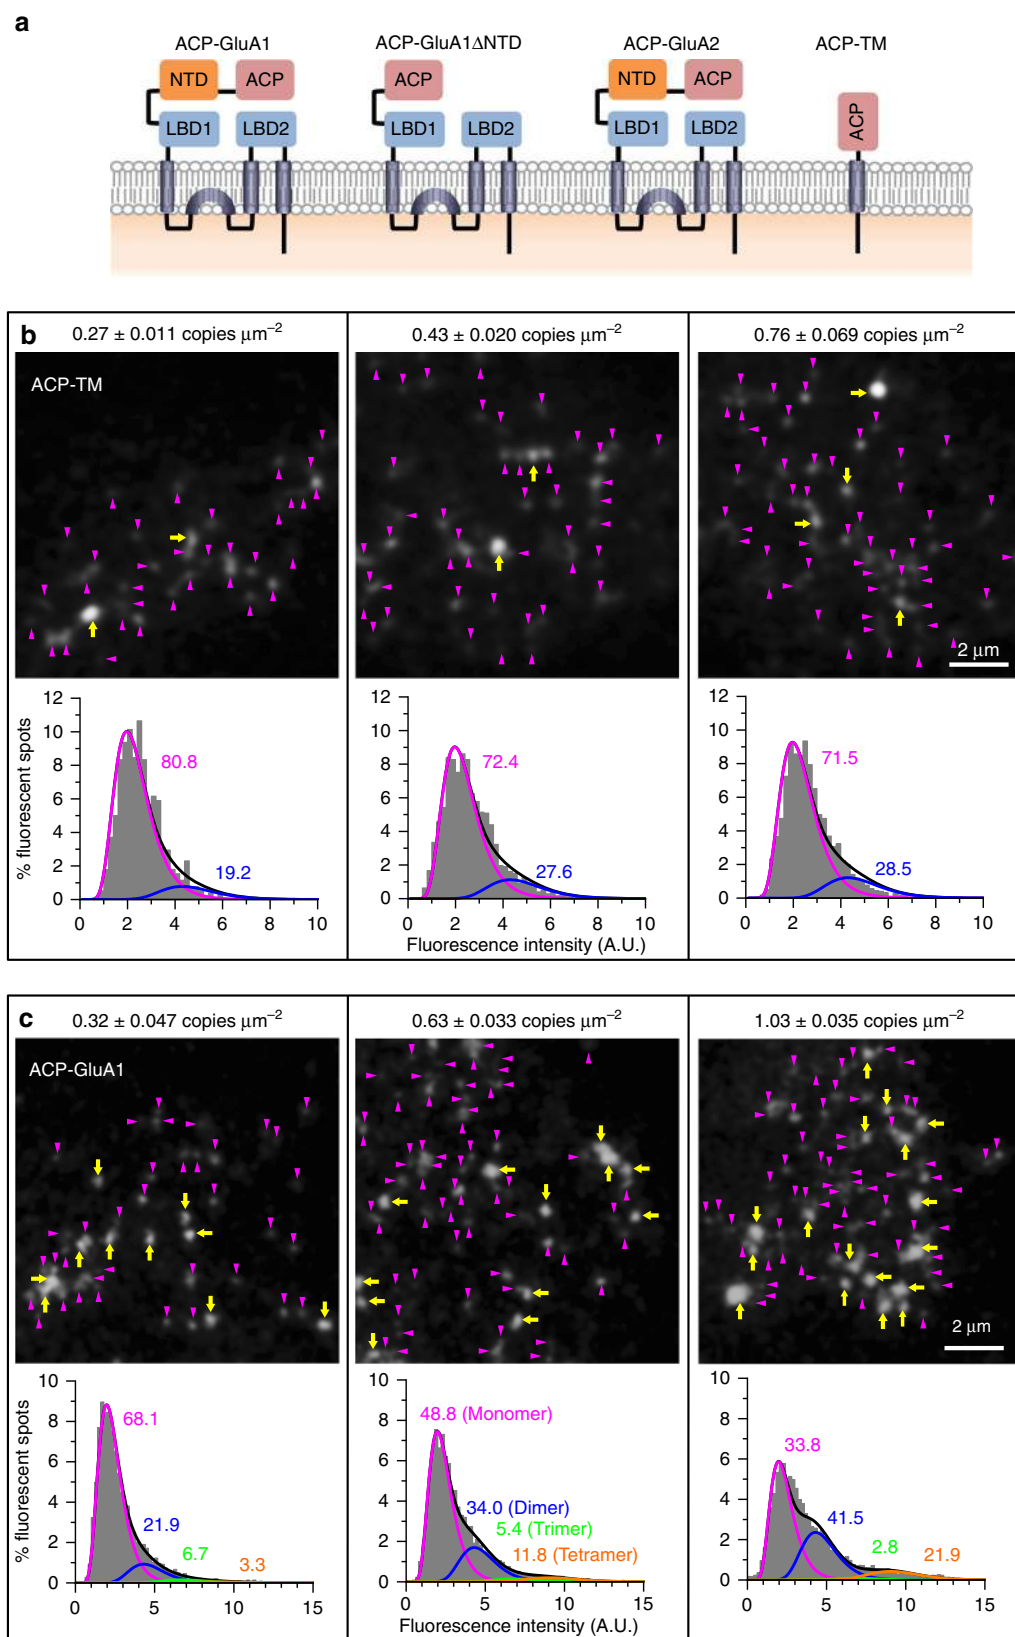 a
ACP-GluA1
ACP-GluA1ΔNTD
ACP-GluA2
ACP-TM
NTD
ACP
ACP
NTD
ACP
ACP
LBD1
LBD2
LBD1
LBD2
LBD1
LBD2
b
0.27 ± 0.011 copies μm⁻²
0.43 ± 0.020 copies μm⁻²
0.76 ± 0.069 copies μm⁻²
ACP-TM
2 μm
% fluorescent spots
12
10
8
6
4
2
0
80.8
19.2
0 2 4 6 8 10
12
10
8
6
4
2
0
72.4
27.6
0 2 4 6 8 10
Fluorescence intensity (A.U.)
12
10
8
6
4
2
0
71.5
28.5
0 2 4 6 8 10
c
0.32 ± 0.047 copies μm⁻²
0.63 ± 0.033 copies μm⁻²
1.03 ± 0.035 copies μm⁻²
ACP-GluA1
2 μm
% fluorescent spots
10
8
6
4
2
0
68.1
21.9
6.7
3.3
0 5 10 15
10
8
6
4
2
0
48.8 (Monomer)
34.0 (Dimer)
5.4 (Trimer)
11.8 (Tetramer)
0 5 10 15
Fluorescence intensity (A.U.)
10
8
6
4
2
0
33.8
41.5
2.8
21.9
0 5 10 15